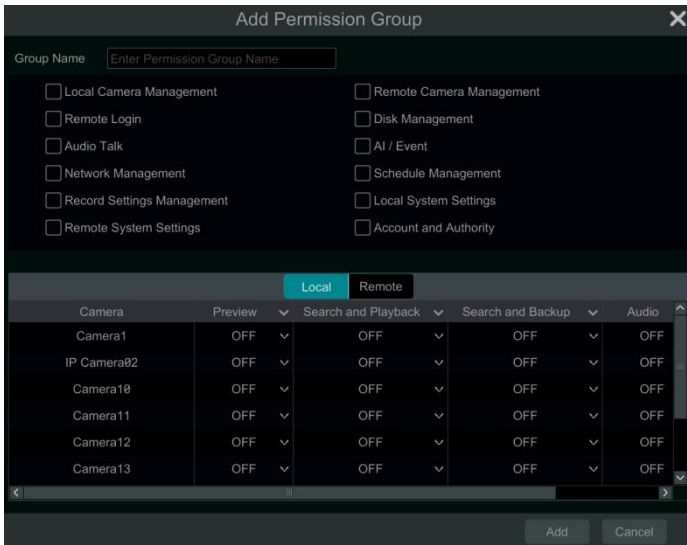 Add Permission Group
Group Name Enter Permission Group Name
Local Camera Management Remote Camera Management
Remote Login Disk Management
Audio Talk AI / Event
Network Management Schedule Management
Record Settings Management Local System Settings
Remote System Settings Account and Authority
Local Remote
Camera Preview Search and Playback Search and Backup Audio
Camera1 OFF OFF OFF OFF
IP Camera02 OFF OFF OFF OFF
Camera10 OFF OFF OFF OFF
Camera11 OFF OFF OFF OFF
Camera12 OFF OFF OFF OFF
Camera13 OFF OFF OFF OFF
Add Cancel